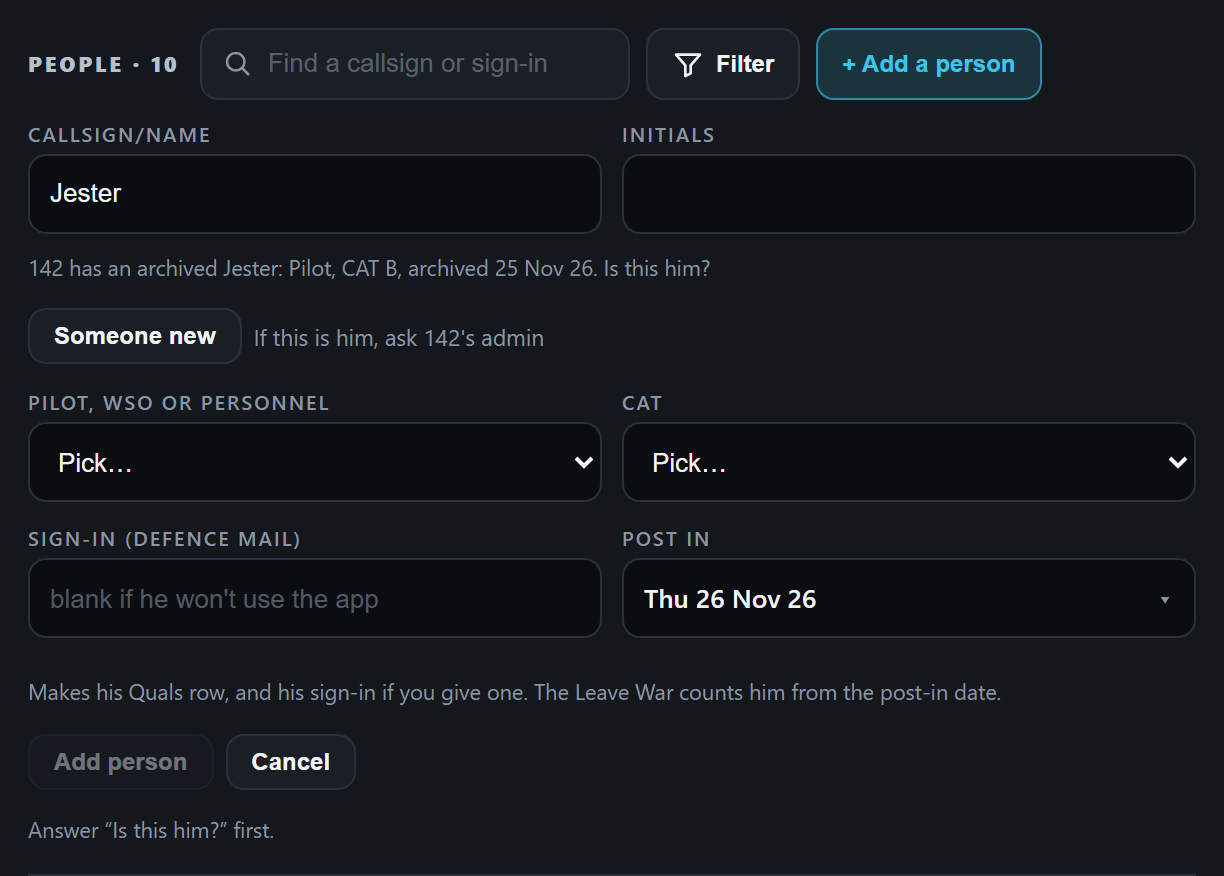 PEOPLE · 10
Find a callsign or sign-in
Filter
+ Add a person
CALLSIGN/NAME
INITIALS
Jester
142 has an archived Jester: Pilot, CAT B, archived 25 Nov 26. Is this him?
Someone new
If this is him, ask 142's admin
PILOT, WSO OR PERSONNEL
CAT
Pick…
Pick…
SIGN-IN (DEFENCE MAIL)
POST IN
blank if he won't use the app
Thu 26 Nov 26
Makes his Quals row, and his sign-in if you give one. The Leave War counts him from the post-in date.
Add person
Cancel
Answer “Is this him?” first.